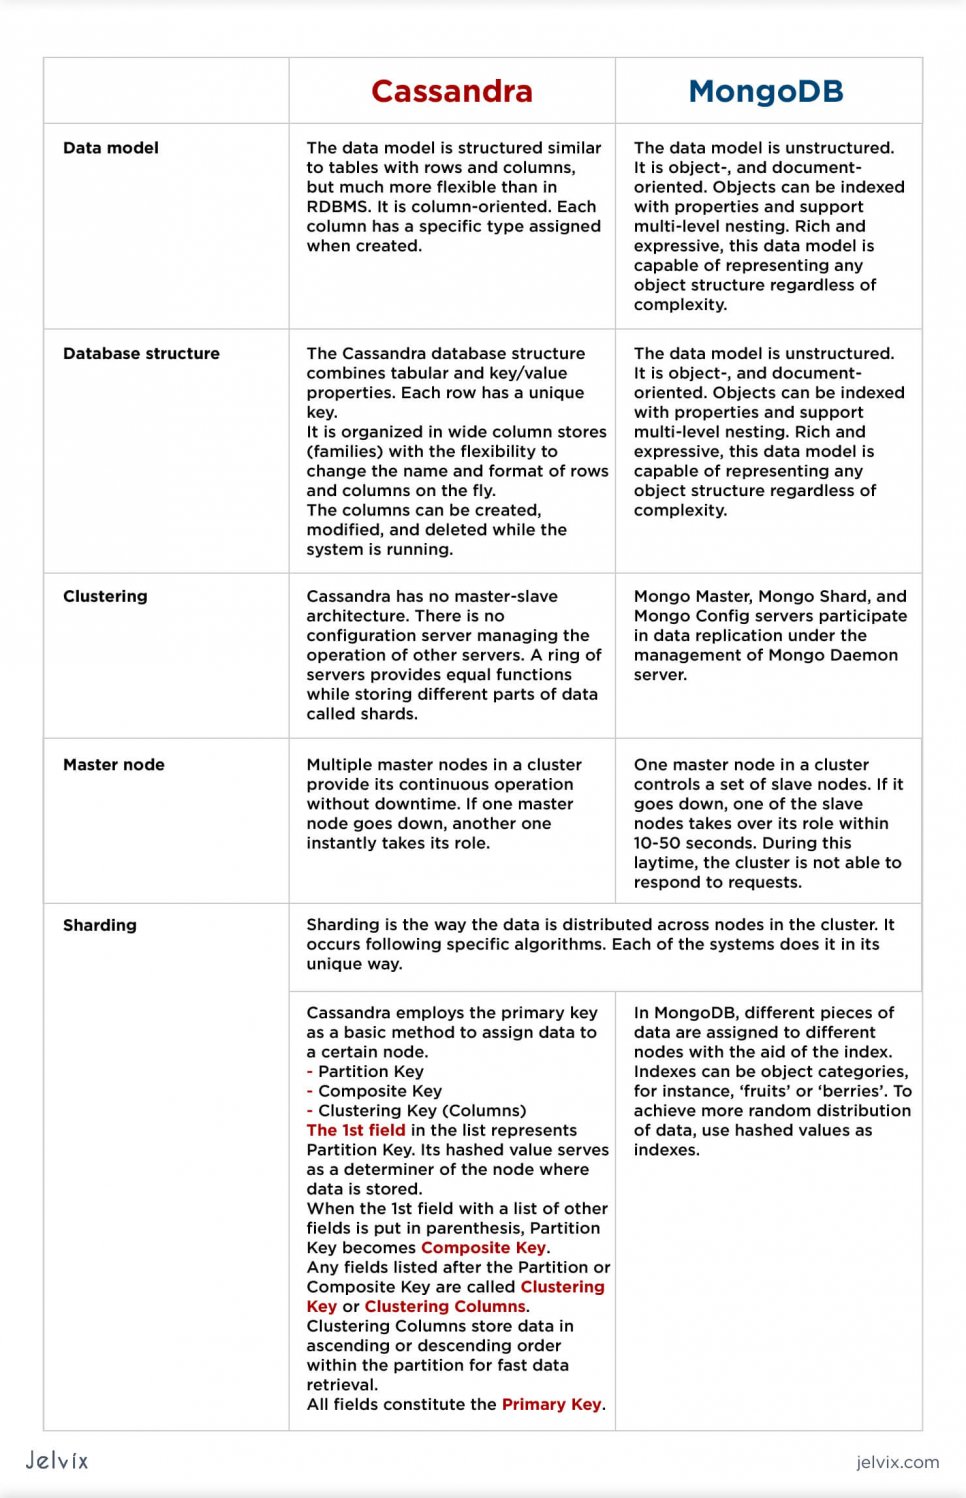 Cassandra
MongoDB
Data model
The data model is structured similar
to tables with rows and columns,
but much more flexible than in
RDBMS. It is column-oriented. Each
column has a specific type assigned
when created.
The data model is unstructured.
It is object-, and document-
oriented. Objects can be indexed
with properties and support
multi-level nesting. Rich and
expressive, this data model is
capable of representing any
object structure regardless of
complexity.
Database structure
The Cassandra database structure
combines tabular and key/value
properties. Each row has a unique
key.
It is organized in wide column stores
(families) with the flexibility to
change the name and format of rows
and columns on the fly.
The columns can be created,
modified, and deleted while the
system is running.
The data model is unstructured.
It is object-, and document-
oriented. Objects can be indexed
with properties and support
multi-level nesting. Rich and
expressive, this data model is
capable of representing any
object structure regardless of
complexity.
Clustering
Cassandra has no master-slave
architecture. There is no
configuration server managing the
operation of other servers. A ring of
servers provides equal functions
while storing different parts of data
called shards.
Mongo Master, Mongo Shard, and
Mongo Config servers participate
in data replication under the
management of Mongo Daemon
server.
Master node
Multiple master nodes in a cluster
provide its continuous operation
without downtime. If one master
node goes down, another one
instantly takes its role.
One master node in a cluster
controls a set of slave nodes. If it
goes down, one of the slave
nodes takes over its role within
10-50 seconds. During this
laytime, the cluster is not able to
respond to requests.
Sharding
Sharding is the way the data is distributed across nodes in the cluster. It
occurs following specific algorithms. Each of the systems does it in its
unique way.
Cassandra employs the primary key
as a basic method to assign data to
a certain node.
- Partition Key
- Composite Key
- Clustering Key (Columns)
The 1st field in the list represents
Partition Key. Its hashed value serves
as a determiner of the node where
data is stored.
When the 1st field with a list of other
fields is put in parenthesis, Partition
Key becomes Composite Key.
Any fields listed after the Partition or
Composite Key are called Clustering
Key or Clustering Columns.
Clustering Columns store data in
ascending or descending order
within the partition for fast data
retrieval.
All fields constitute the Primary Key.
In MongoDB, different pieces of
data are assigned to different
nodes with the aid of the index.
Indexes can be object categories,
for instance, ‘fruits’ or ‘berries’. To
achieve more random distribution
of data, use hashed values as
indexes.
Jelvix
jelvix.com